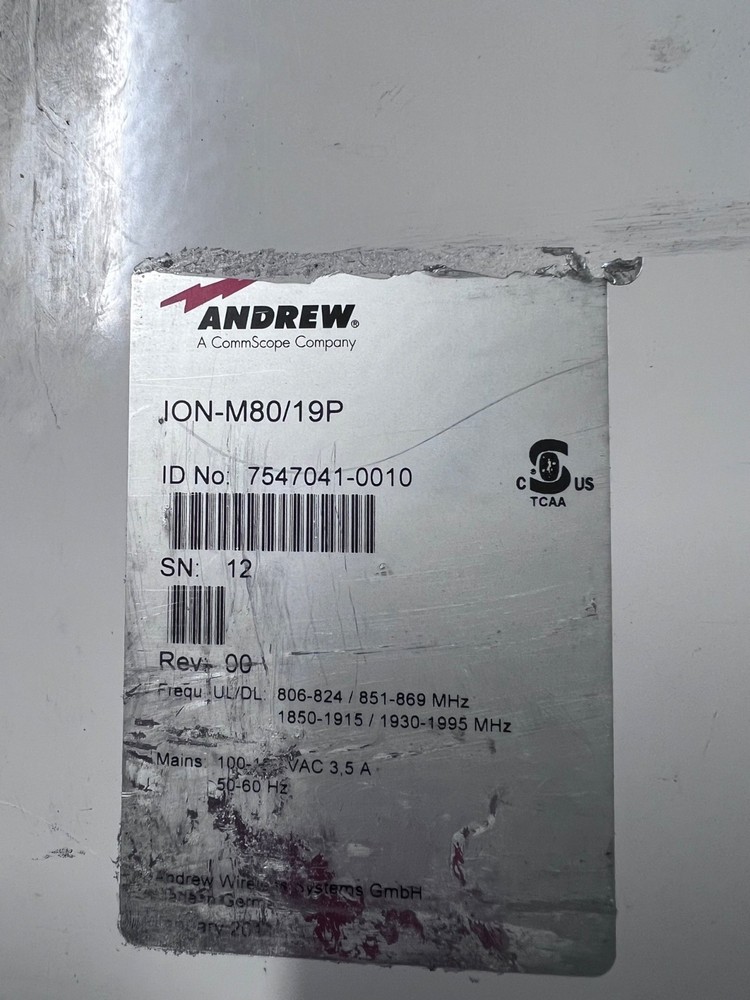 ANDREW®
A CommScope Company
ION-M80/19P
ID No: 7547041-0010
C US
TCAA
SN: 12
Rev: 00
Frequ. UL/DL: 806-824 / 851-869 MHz
1850-1915 / 1930-1995 MHz
Mains: VAC 3,5 A
50-60 Hz
Andrew Systems GmbH